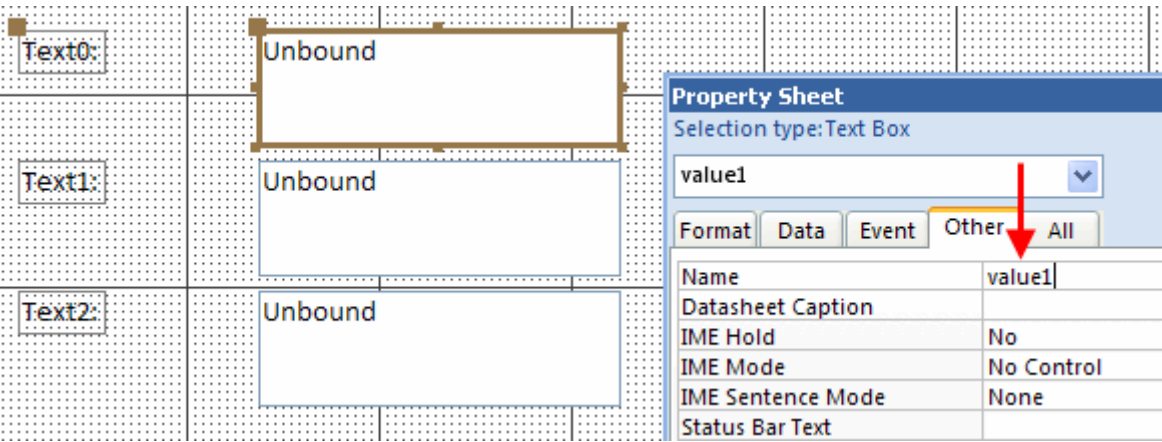 Text0:
Unbound
Text1:
Unbound
Text2:
Unbound
Property Sheet
Selection type:Text Box
value1
Format Data Event Other All
Name value1
Datasheet Caption
IME Hold No
IME Mode No Control
IME Sentence Mode None
Status Bar Text